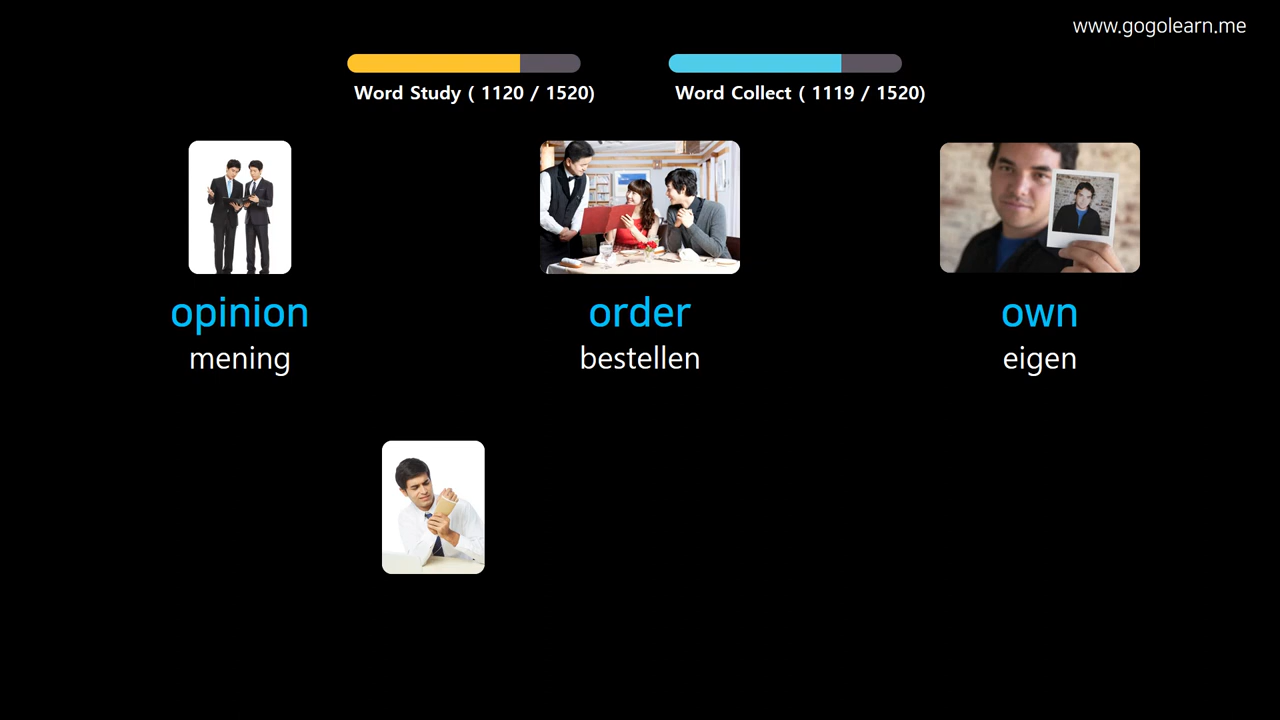 www.gogolearn.me
Word Study ( 1120 / 1520)
Word Collect ( 1119 / 1520)
opinion
mening
order
bestellen
own
eigen